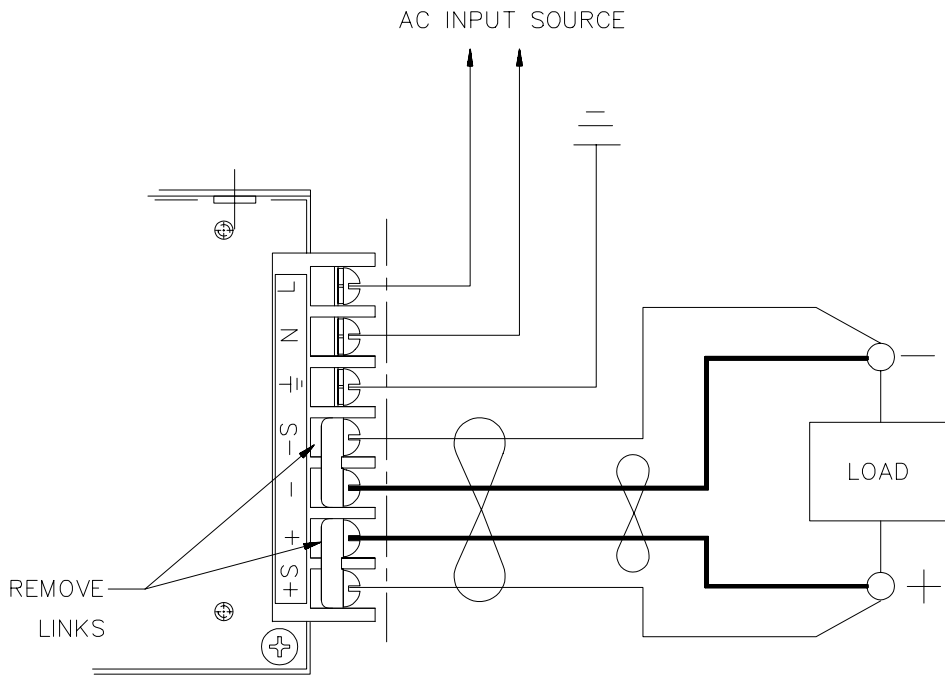 AC INPUT SOURCE
L
N
⏚
-S
-
+
+S
REMOVE
LINKS
−
LOAD
+